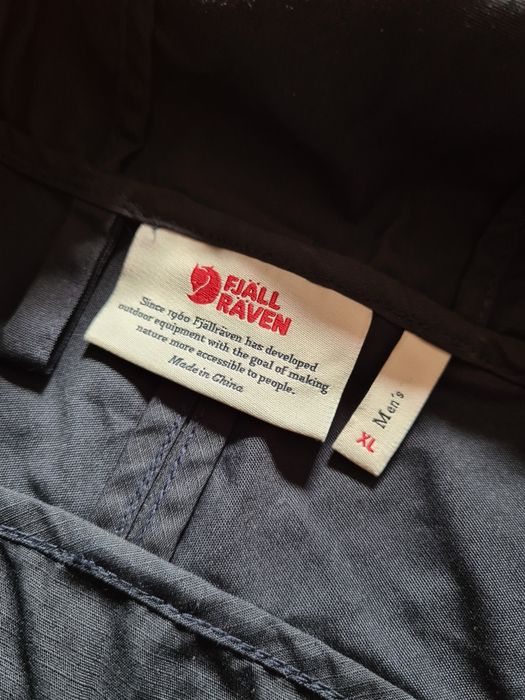 FJÄLL
RÄVEN
Since 1960 Fjällräven has developed
outdoor equipment with the goal of making
nature more accessible to people.
Made in China
Men's
XL